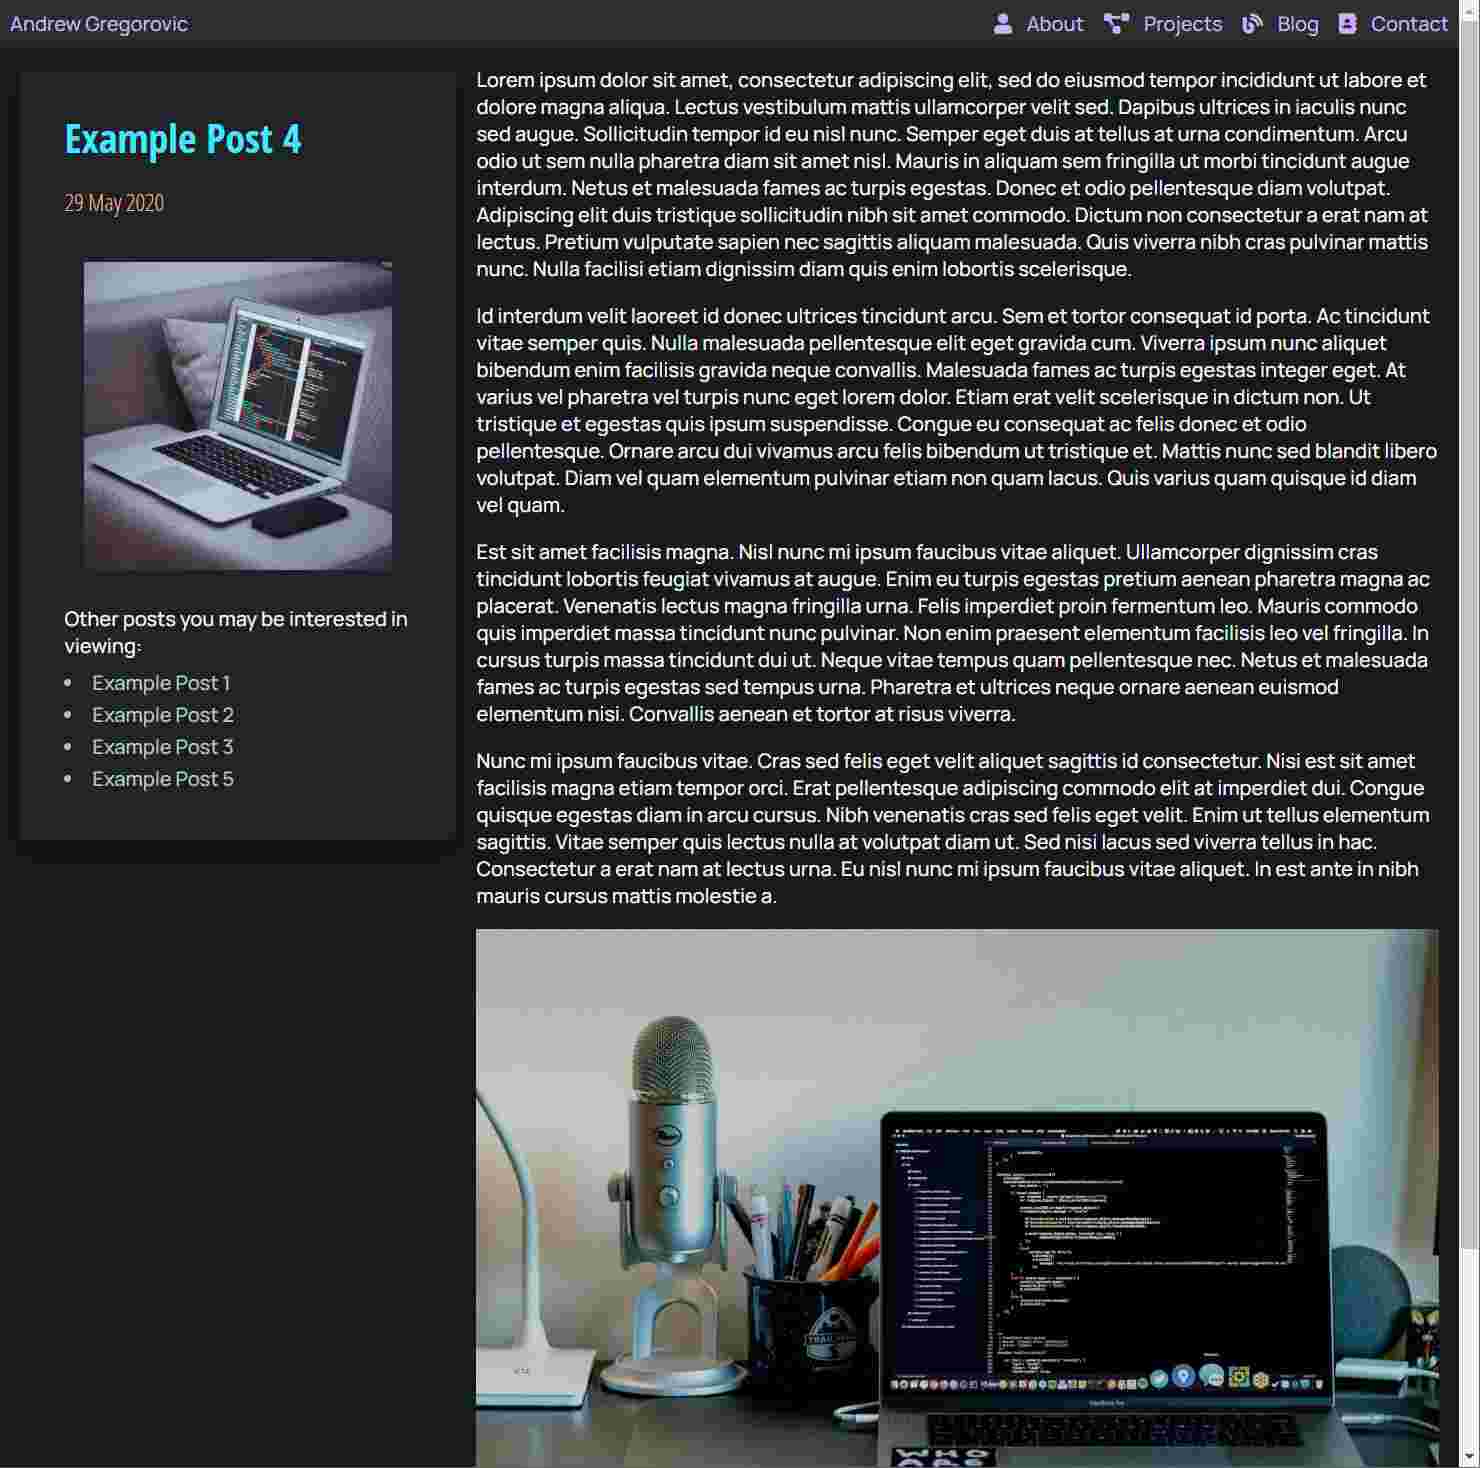 Andrew Gregorovic
About Projects Blog Contact
Example Post 4
29 May 2020
Other posts you may be interested in
viewing:
Example Post 1
Example Post 2
Example Post 3
Example Post 5
Lorem ipsum dolor sit amet, consectetur adipiscing elit, sed do eiusmod tempor incididunt ut labore et
dolore magna aliqua. Lectus vestibulum mattis ullamcorper velit sed. Dapibus ultrices in iaculis nunc
sed augue. Sollicitudin tempor id eu nisl nunc. Semper eget duis at tellus at urna condimentum. Arcu
odio ut sem nulla pharetra diam sit amet nisl. Mauris in aliquam sem fringilla ut morbi tincidunt augue
interdum. Netus et malesuada fames ac turpis egestas. Donec et odio pellentesque diam volutpat.
Adipiscing elit duis tristique sollicitudin nibh sit amet commodo. Dictum non consectetur a erat nam at
lectus. Pretium vulputate sapien nec sagittis aliquam malesuada. Quis viverra nibh cras pulvinar mattis
nunc. Nulla facilisi etiam dignissim diam quis enim lobortis scelerisque.
Id interdum velit laoreet id donec ultrices tincidunt arcu. Sem et tortor consequat id porta. Ac tincidunt
vitae semper quis. Nulla malesuada pellentesque elit eget gravida cum. Viverra ipsum nunc aliquet
bibendum enim facilisis gravida neque convallis. Malesuada fames ac turpis egestas integer eget. At
varius vel pharetra vel turpis nunc eget lorem dolor. Etiam erat velit scelerisque in dictum non. Ut
tristique et egestas quis ipsum suspendisse. Congue eu consequat ac felis donec et odio
pellentesque. Ornare arcu dui vivamus arcu felis bibendum ut tristique et. Mattis nunc sed blandit libero
volutpat. Diam vel quam elementum pulvinar etiam non quam lacus. Quis varius quam quisque id diam
vel quam.
Est sit amet facilisis magna. Nisl nunc mi ipsum faucibus vitae aliquet. Ullamcorper dignissim cras
tincidunt lobortis feugiat vivamus at augue. Enim eu turpis egestas pretium aenean pharetra magna ac
placerat. Venenatis lectus magna fringilla urna. Felis imperdiet proin fermentum leo. Mauris commodo
quis imperdiet massa tincidunt nunc pulvinar. Non enim praesent elementum facilisis leo vel fringilla. In
cursus turpis massa tincidunt dui ut. Neque vitae tempus quam pellentesque nec. Netus et malesuada
fames ac turpis egestas sed tempus urna. Pharetra et ultrices neque ornare aenean euismod
elementum nisi. Convallis aenean et tortor at risus viverra.
Nunc mi ipsum faucibus vitae. Cras sed felis eget velit aliquet sagittis id consectetur. Nisi est sit amet
facilisis magna etiam tempor orci. Erat pellentesque adipiscing commodo elit at imperdiet dui. Congue
quisque egestas diam in arcu cursus. Nibh venenatis cras sed felis eget velit. Enim ut tellus elementum
sagittis. Vitae semper quis lectus nulla at volutpat diam ut. Sed nisi lacus sed viverra tellus in hac.
Consectetur a erat nam at lectus urna. Eu nisl nunc mi ipsum faucibus vitae aliquet. In est ante in nibh
mauris cursus mattis molestie a.